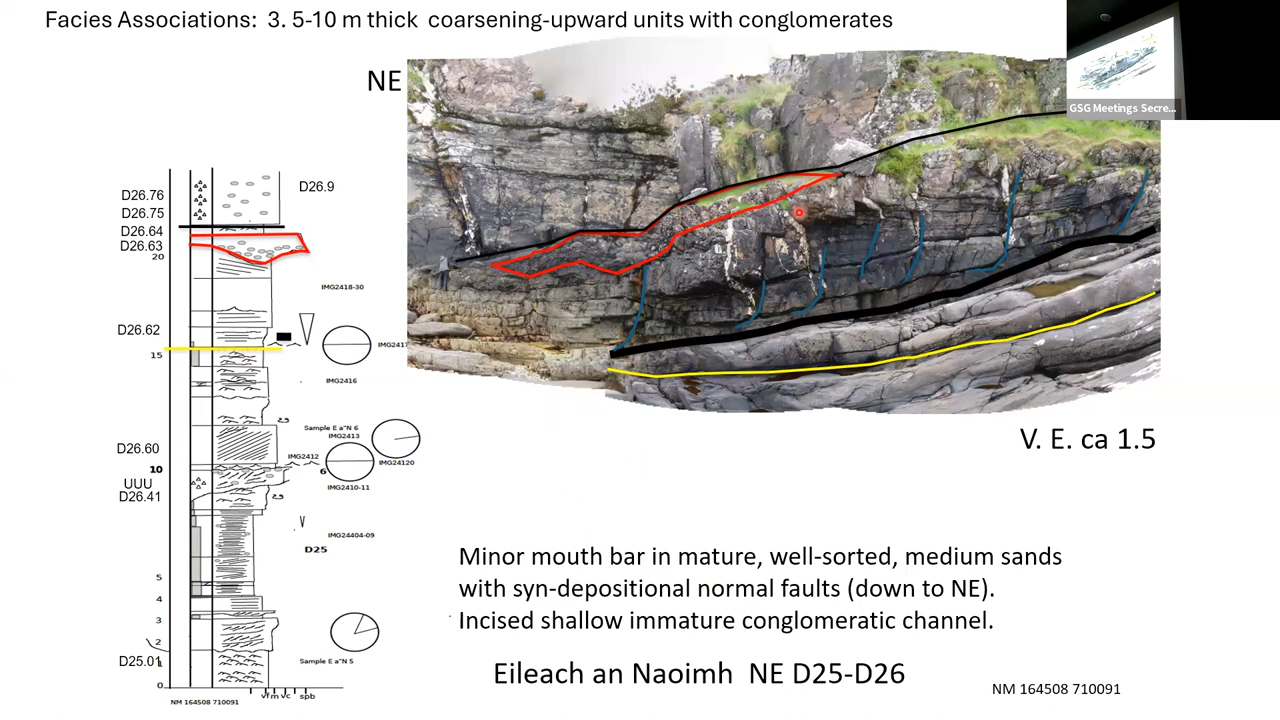 Facies Associations: 3. 5-10 m thick coarsening-upward units with conglomerates
NE
GSG Meetings Secre...
D26.9
D26.76
D26.75
D26.64
D26.63
20
IMG2418-30
D26.62
IMG2417
15
IMG2416
Sample E a"N 6
IMG2413
D26.60
IMG2412
IMG24120
10
6
UUU
IMG2410-11
D26.41
IMG24404-09
D25
5
4
3
2
D25.01
1
Sample E a"N 5
0
vf m vc spb
NM 164508 710091
V. E. ca 1.5
Minor mouth bar in mature, well-sorted, medium sands
with syn-depositional normal faults (down to NE).
Incised shallow immature conglomeratic channel.
Eileach an Naoimh NE D25-D26
NM 164508 710091